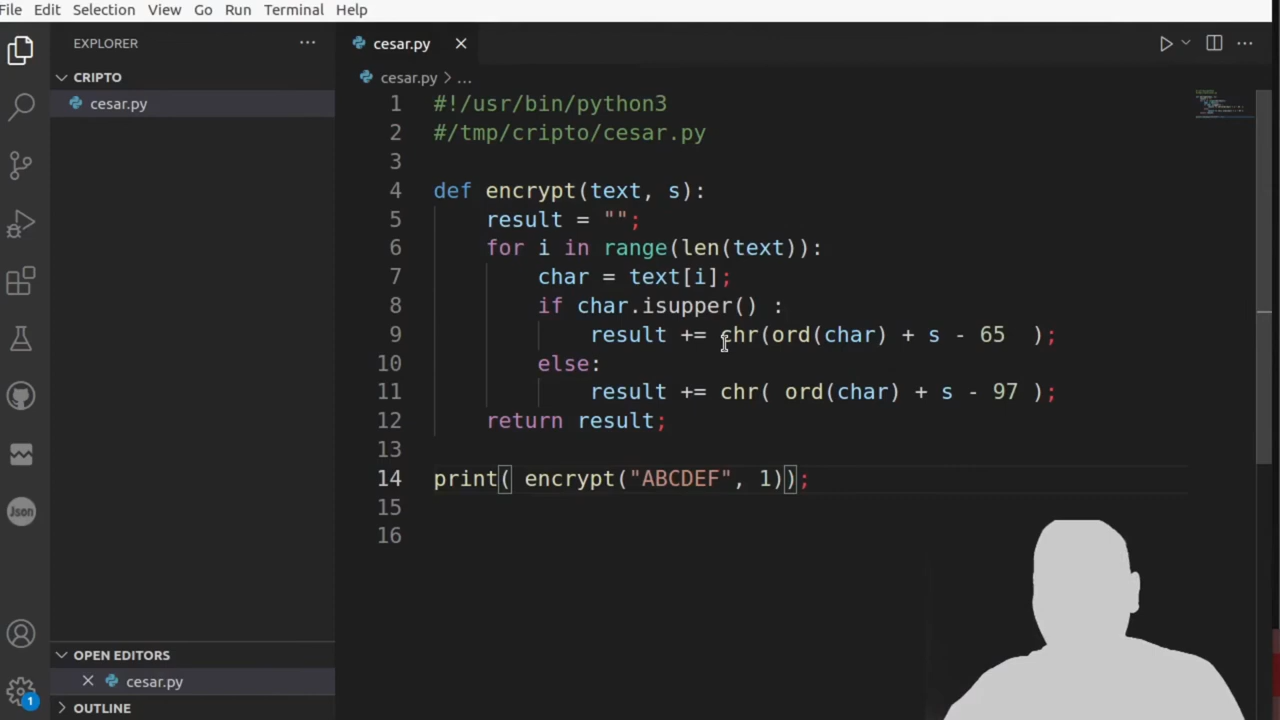 File Edit Selection View Go Run Terminal Help
EXPLORER
CRIPTO
cesar.py
cesar.py
cesar.py > ...
1 #!/usr/bin/python3
2 #/tmp/cripto/cesar.py
3
4 def encrypt(text, s):
5 result = "";
6 for i in range(len(text)):
7 char = text[i];
8 if char.isupper() :
9 result += chr(ord(char) + s - 65 );
10 else:
11 result += chr( ord(char) + s - 97 );
12 return result;
13
14 print( encrypt("ABCDEF", 1));
15
16
Json
OPEN EDITORS
cesar.py
1
OUTLINE